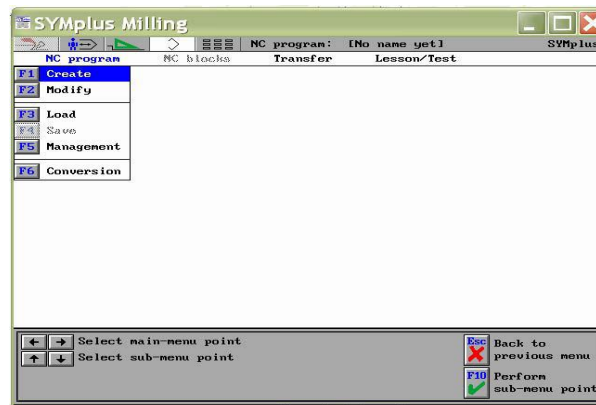 SYMplus Milling
NC program: [No name yet] SYMplus
NC program NC blocks Transfer Lesson/Test
F1 Create
F2 Modify
F3 Load
F4 Save
F5 Management
F6 Conversion
← → Select main-menu point
↑ ↓ Select sub-menu point
Esc Back to
previous menu
F10 Perform
sub-menu point